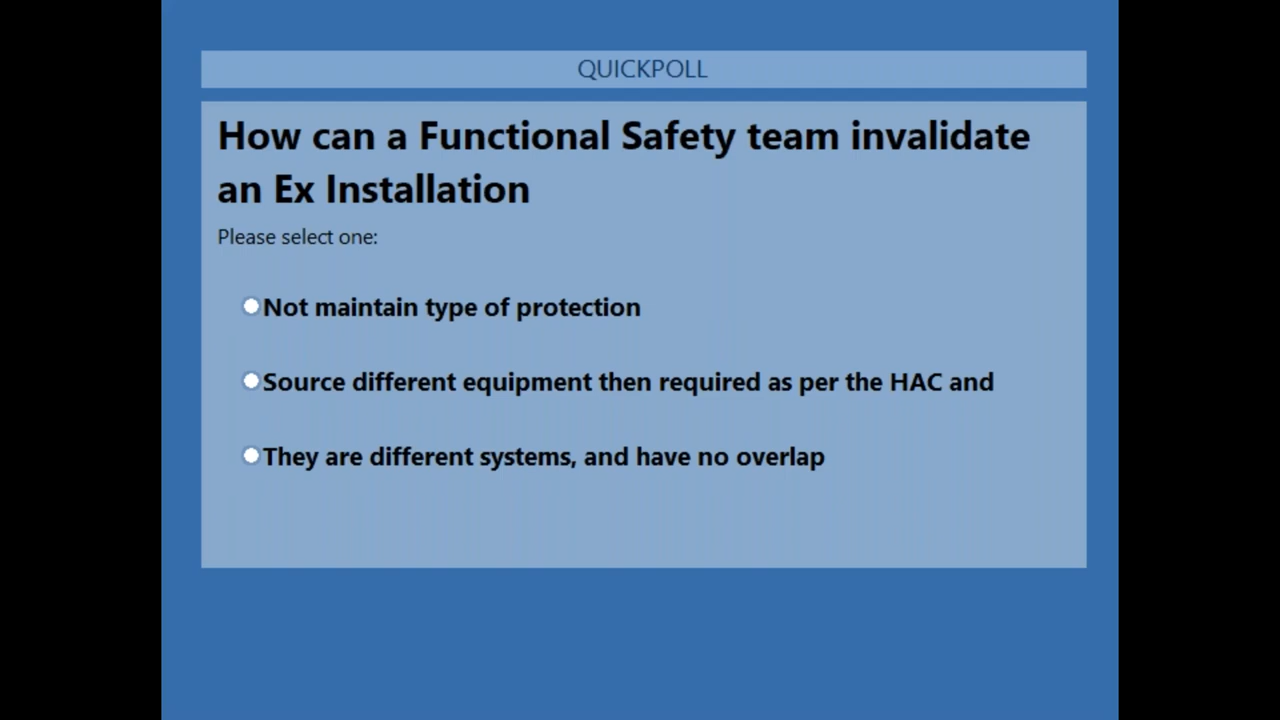 QUICKPOLL
How can a Functional Safety team invalidate
an Ex Installation
Please select one:
Not maintain type of protection
Source different equipment then required as per the HAC and
They are different systems, and have no overlap